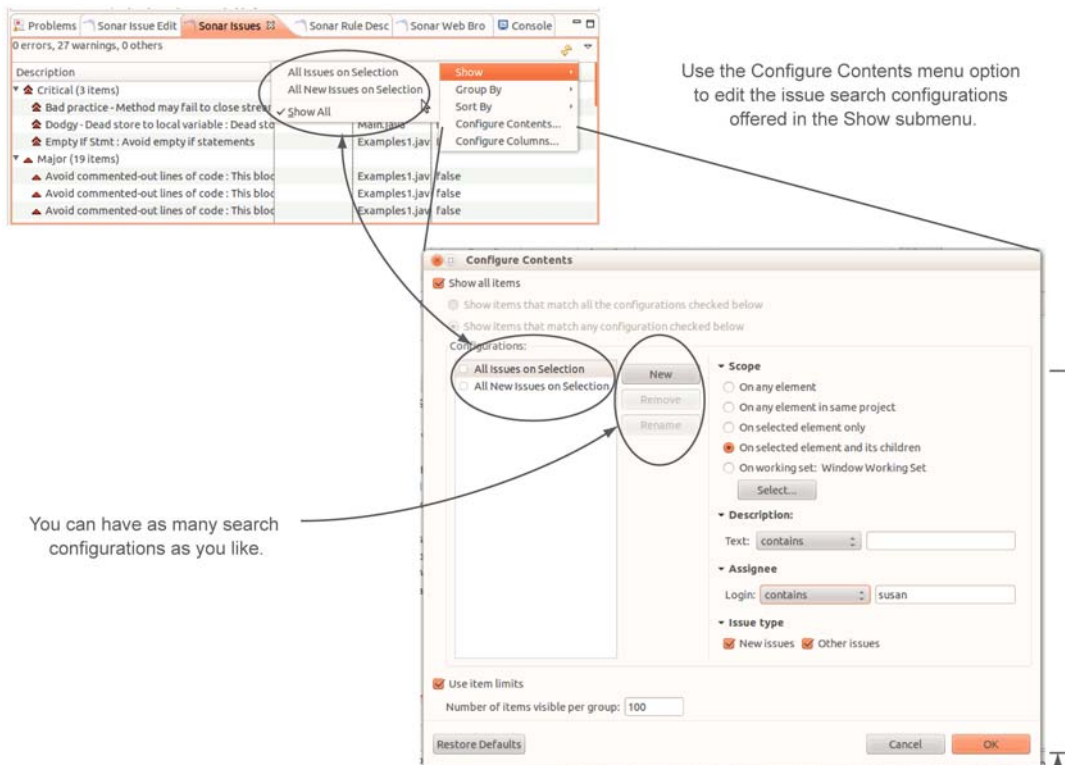 Problems Sonar Issue Edit Sonar Issues Sonar Rule Desc Sonar Web Bro Console
0 errors, 27 warnings, 0 others
Description
Critical (3 items)
Bad practice - Method may fail to close strea
Dodgy - Dead store to local variable : Dead sto Main.java
Empty If Stmt : Avoid empty if statements Examples1.jav
Major (19 items)
Avoid commented-out lines of code : This bloc Examples1.jav false
Avoid commented-out lines of code : This bloc Examples1.jav false
Avoid commented-out lines of code : This bloc Examples1.jav false
All Issues on Selection
All New Issues on Selection
Show All
Show
Group By
Sort By
Configure Contents...
Configure Columns...
Use the Configure Contents menu option
to edit the issue search configurations
offered in the Show submenu.
Configure Contents
Show all items
Show items that match all the configurations checked below
Show items that match any configuration checked below
Configurations:
All Issues on Selection
All New Issues on Selection
New
Remove
Rename
Scope
On any element
On any element in same project
On selected element only
On selected element and its children
On working set: Window Working Set
Select...
Description:
Text: contains
Assignee
Login: contains susan
Issue type
New issues Other issues
You can have as many search
configurations as you like.
Use item limits
Number of items visible per group: 100
Restore Defaults Cancel OK